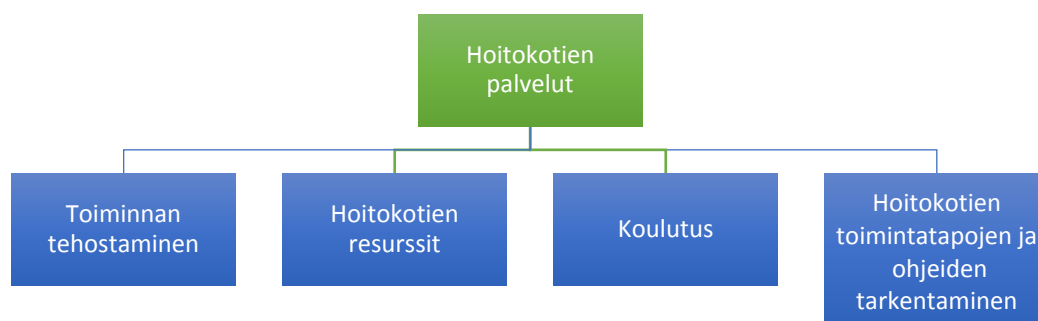 Hoitokotien
palvelut
Toiminnan
tehostaminen
Hoitokotien
resurssit
Koulutus
Hoitokotien
toimintatapojen ja
ohjeiden
tarkentaminen